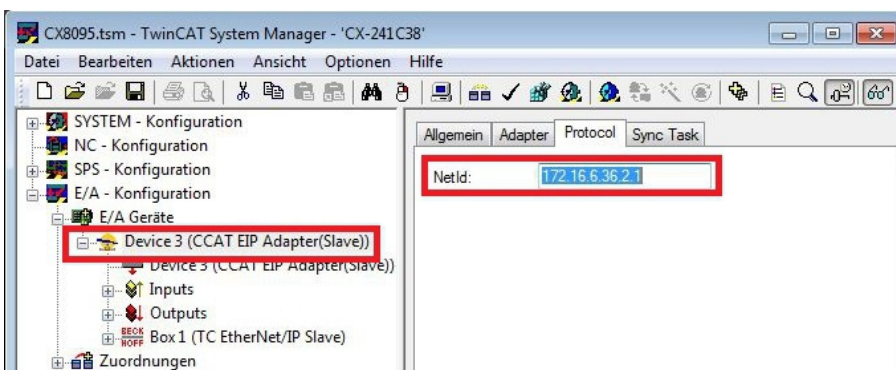 CX8095.tsm - TwinCAT System Manager - 'CX-241C38'
Datei Bearbeiten Aktionen Ansicht Optionen Hilfe
SYSTEM - Konfiguration
NC - Konfiguration
SPS - Konfiguration
E/A - Konfiguration
E/A Geräte
Device 3 (CCAT EIP Adapter(Slave))
Device 3 (CCAT EIP Adapter(Slave))
Inputs
Outputs
BECK
HOFF
Box 1 (TC EtherNet/IP Slave)
Zuordnungen
Allgemein Adapter Protocol Sync Task
NetId: 172.16.6.36.2.1